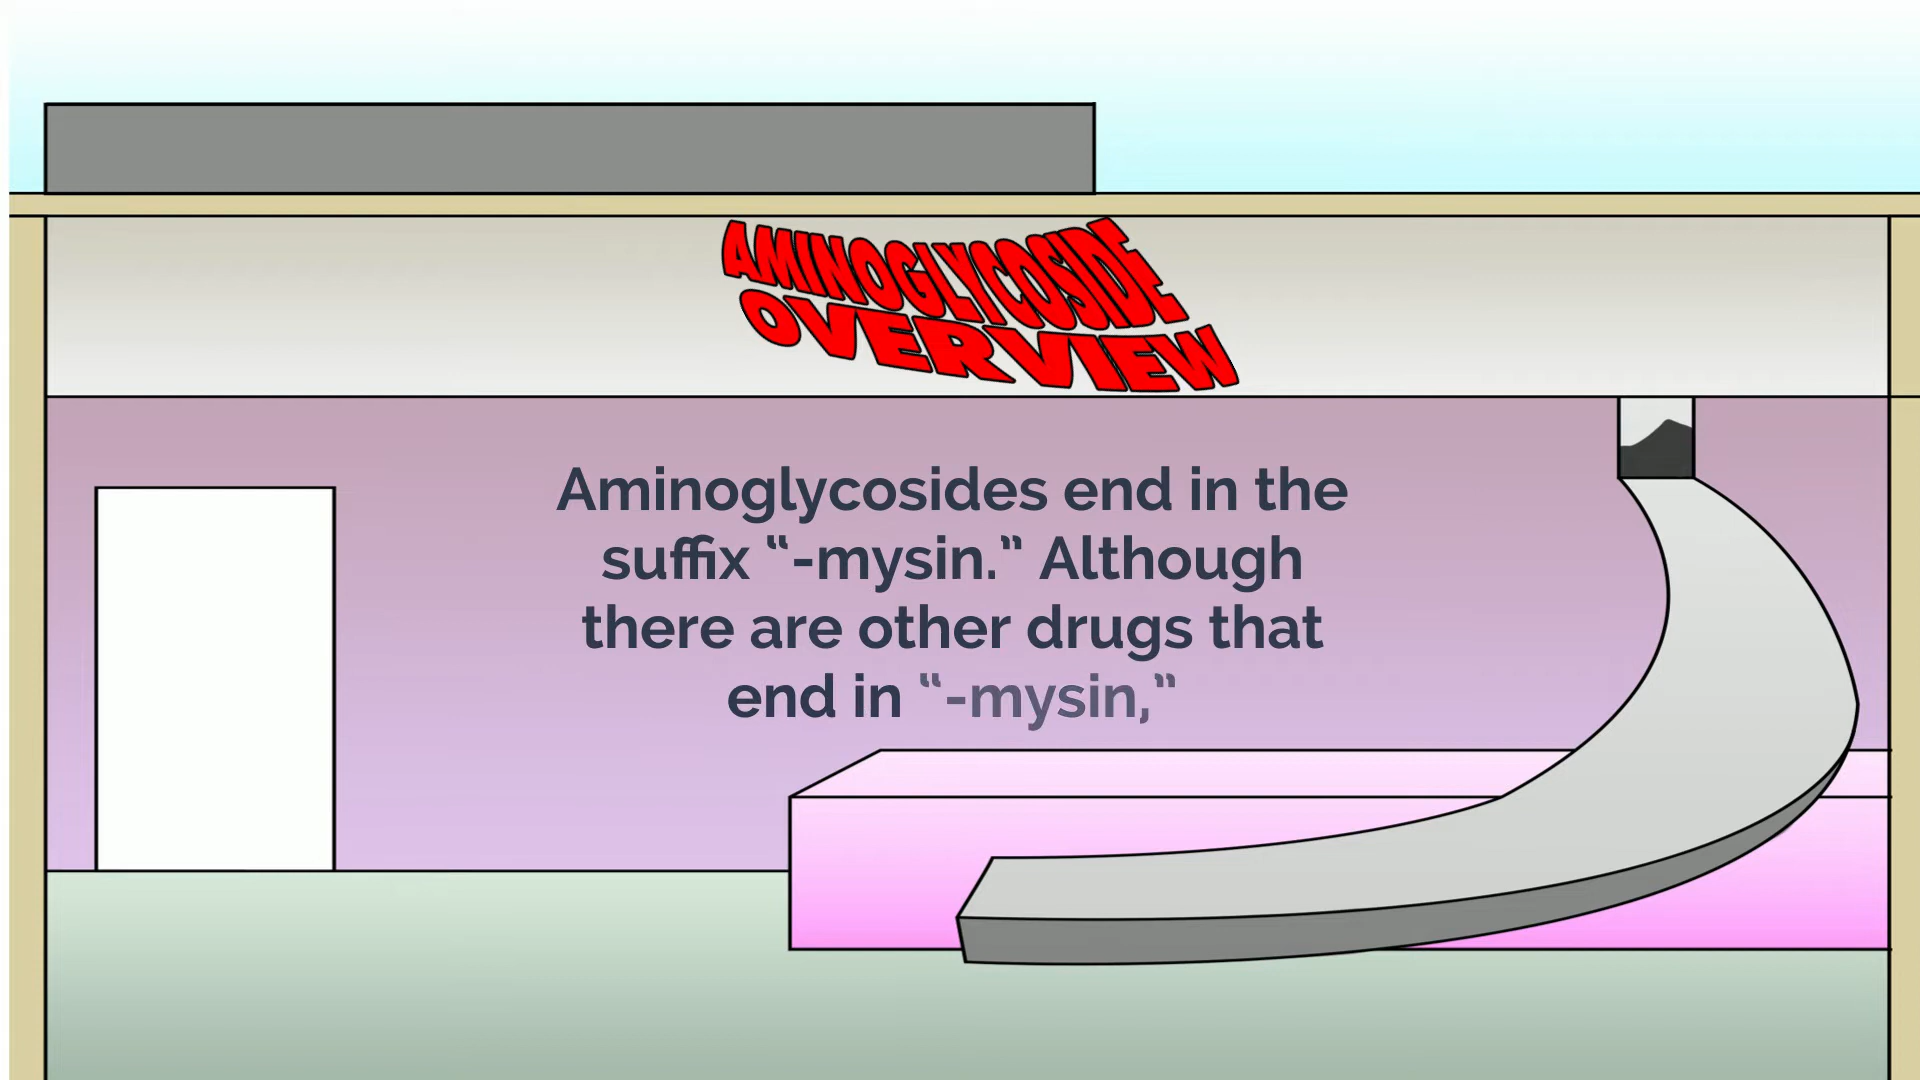 AMINOGLYCOSIDE
OVERVIEW
Aminoglycosides end in the
suffix “-mysin.” Although
there are other drugs that
end in “-mysin,”